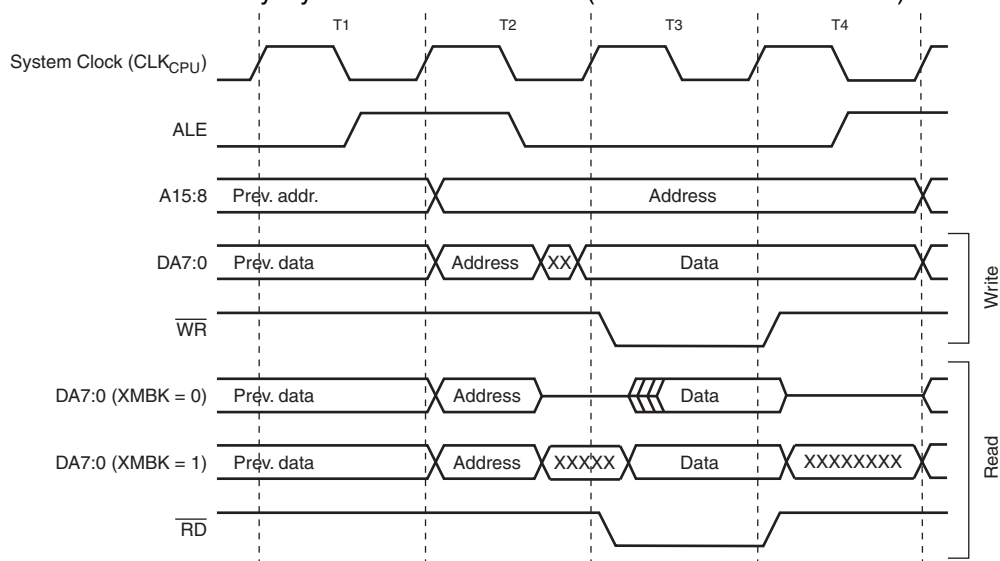 T1 T2 T3 T4
System Clock (CLKCPU)
ALE
A15:8 Prev. addr. Address
DA7:0 Prev. data Address XX Data
WR
Write
DA7:0 (XMBK = 0) Prev. data Address Data
DA7:0 (XMBK = 1) Prev. data Address XXXXX Data XXXXXXXX
RD
Read